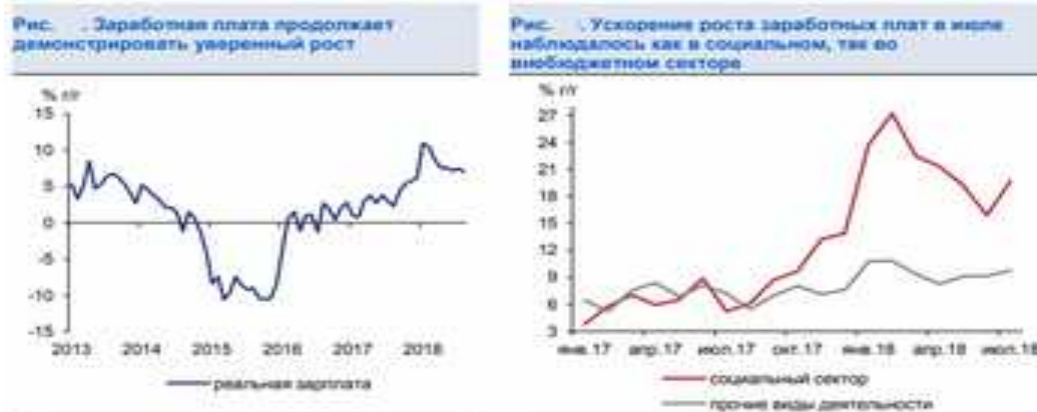 Рис.    . Заработная плата продолжает
демонстрировать уверенный рост
% г/г
15
10
5
0
-5
-10
-15
2013 2014 2015 2016 2017 2018
реальная зарплата
Рис.    . Ускорение роста заработных плат в июле
наблюдалось как в социальном, так во
внебюджетном секторе
% г/г
27
24
21
18
15
12
9
6
3
янв.17 апр.17 июл.17 окт.17 янв.18 апр.18 июл.18
социальный сектор
прочие виды деятельности